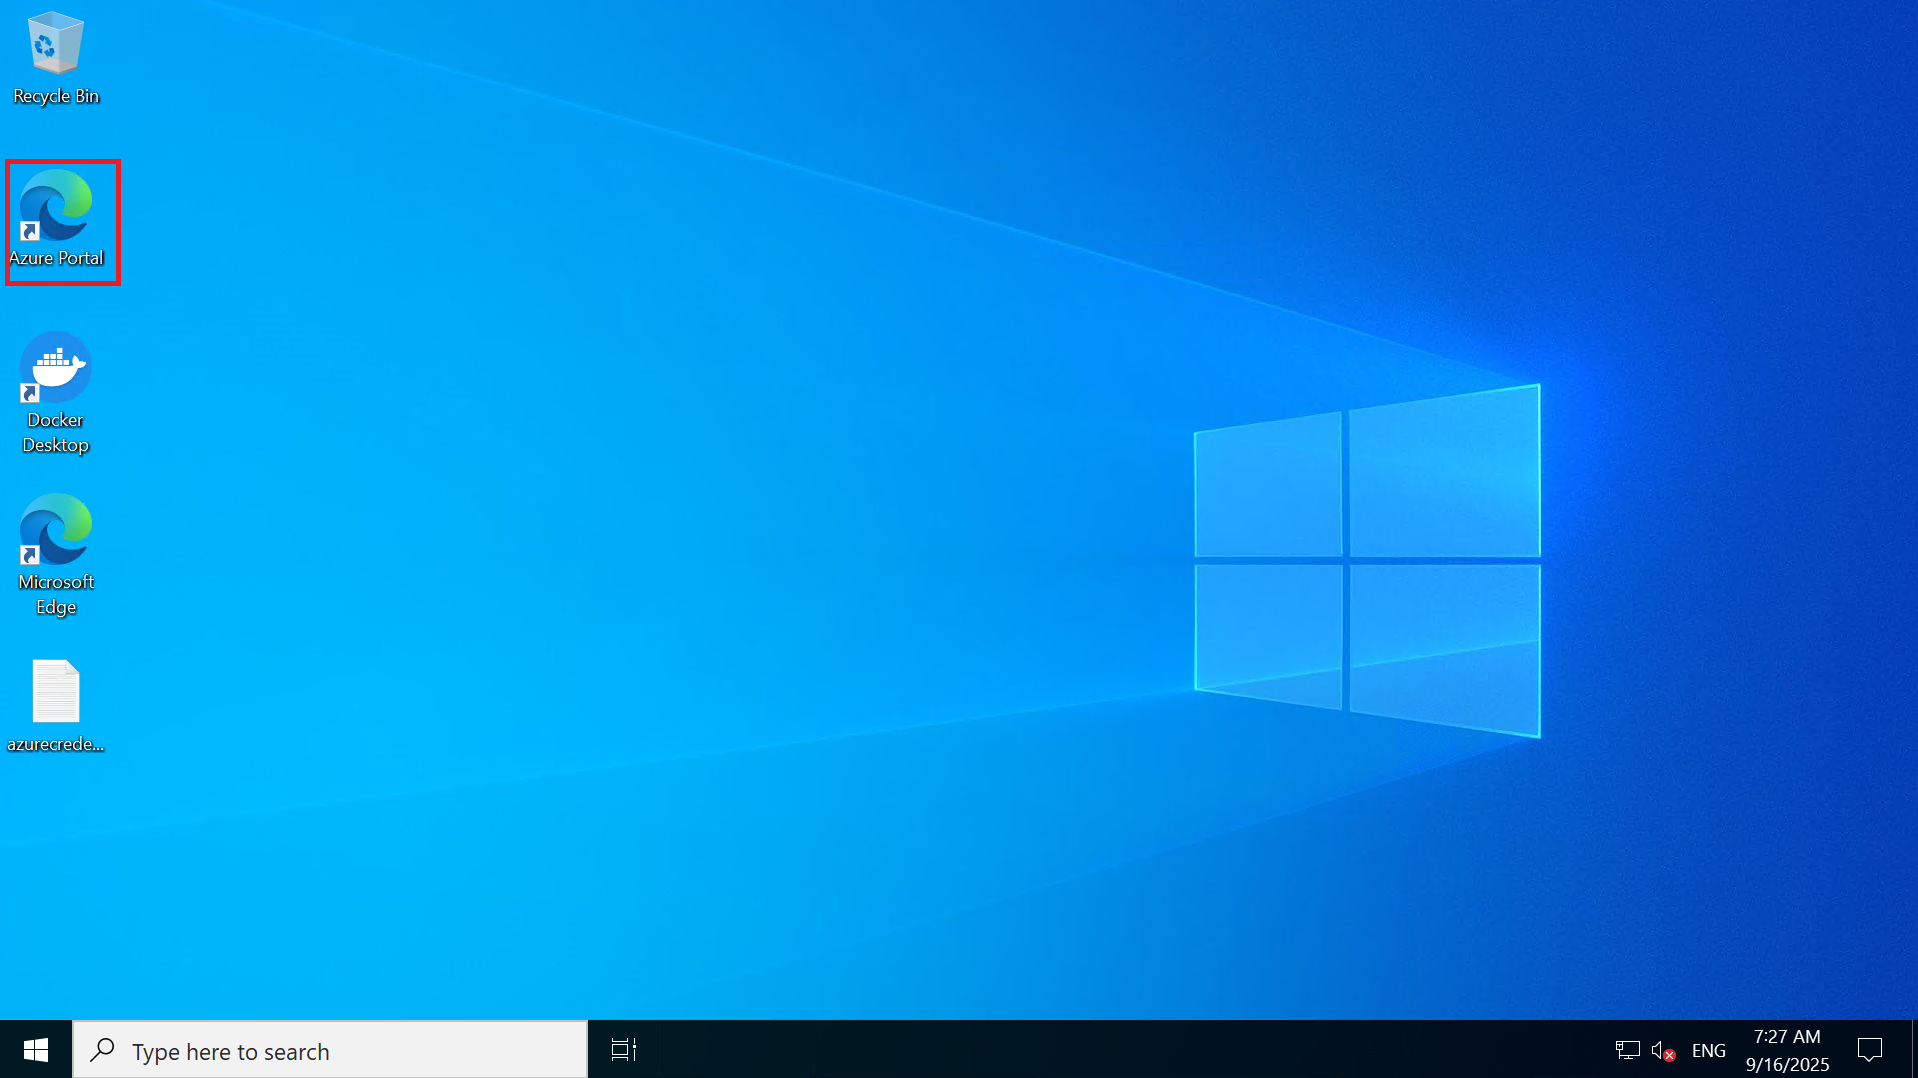 Recycle Bin
Azure Portal
Docker
Desktop
Microsoft
Edge
azurecrede...
Type here to search
ENG
7:27 AM
9/16/2025